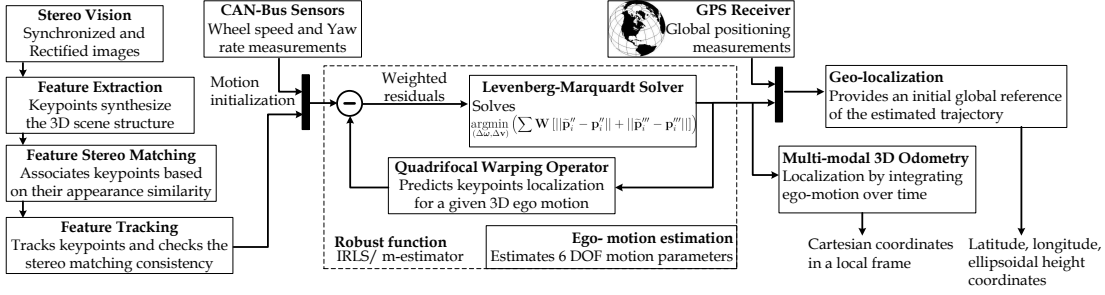 Stereo Vision
Synchronized and
Rectified images
Feature Extraction
Keypoints synthesize
the 3D scene structure
Feature Stereo Matching
Associates keypoints based
on their appearance similarity
Feature Tracking
Tracks keypoints and checks the
stereo matching consistency
CAN-Bus Sensors
Wheel speed and Yaw
rate measurements
Motion
initialization
Weighted
residuals
Levenberg-Marquardt Solver
Solves
argmin (Δω,Δv) (∑ W [||p̄″ᵢ − p″ᵢ|| + ||p̄‴ᵢ − p‴ᵢ||])
Quadrifocal Warping Operator
Predicts keypoints localization
for a given 3D ego motion
Robust function
IRLS/ m-estimator
Ego- motion estimation
Estimates 6 DOF motion parameters
GPS Receiver
Global positioning
measurements
Geo-localization
Provides an initial global reference
of the estimated trajectory
Multi-modal 3D Odometry
Localization by integrating
ego-motion over time
Cartesian coordinates
in a local frame
Latitude, longitude,
ellipsoidal height
coordinates